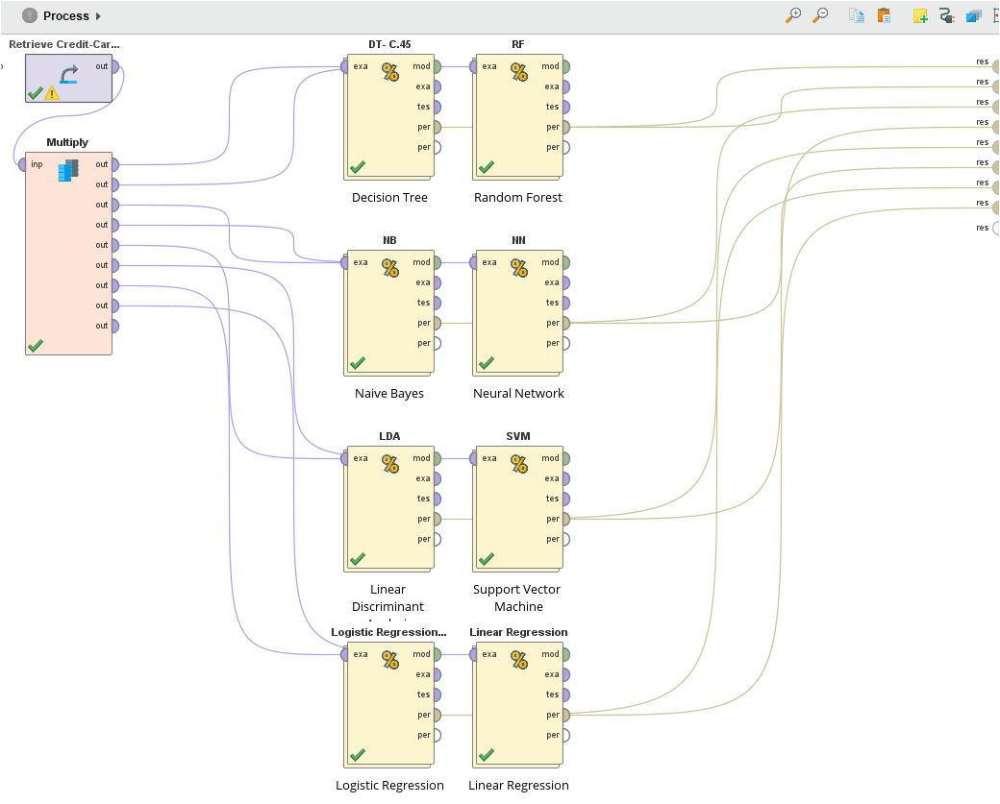 Process
Retrieve Credit-Car...
out
Multiply
inp
out
out
out
out
out
out
out
out
out
DT- C.45
exa
mod
exa
tes
per
per
Decision Tree
RF
exa
mod
exa
tes
per
per
Random Forest
NB
exa
mod
exa
tes
per
per
Naive Bayes
NN
exa
mod
exa
tes
per
per
Neural Network
LDA
exa
mod
exa
tes
per
per
Linear
Discriminant
SVM
exa
mod
exa
tes
per
per
Support Vector
Machine
Logistic Regression...
exa
mod
exa
tes
per
per
Logistic Regression
Linear Regression
exa
mod
exa
tes
per
per
Linear Regression
res
res
res
res
res
res
res
res
res